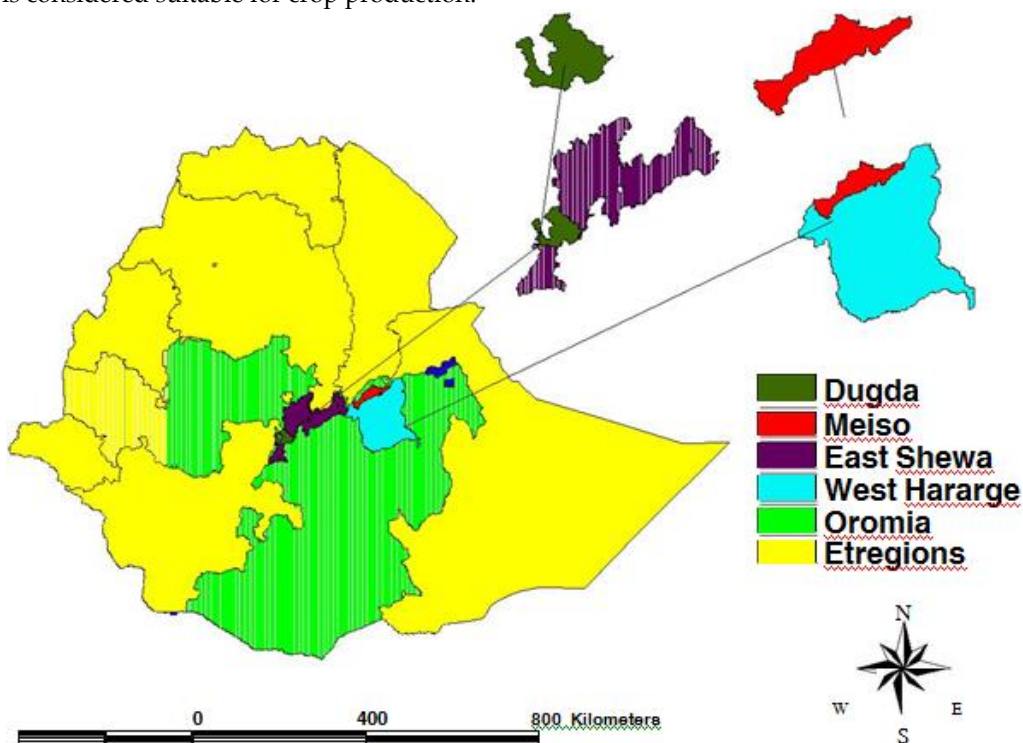 is considered suitable for crop production.
Dugda
Meiso
East Shewa
West Hararge
Oromia
Etregions
N
W E
S
0 400 800 Kilometers